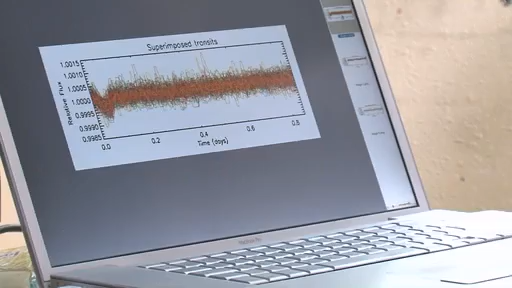 Superimposed transits
1.0015
1.0010
1.0005
1.0000
0.9995
0.9990
0.9985
Relative Flux
0.0 0.2 0.4 0.6 0.8
Time (days)